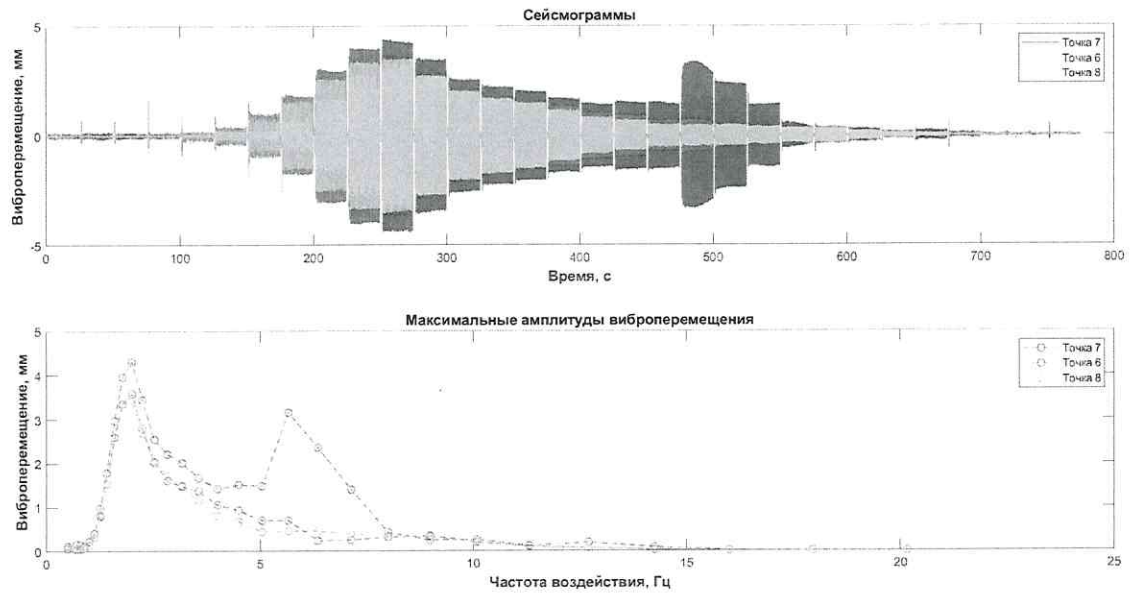 Сейсмограммы
Виброперемещение, мм
5
0
-5
0 100 200 300 400 500 600 700 800
Время, с
Точка 7
Точка 6
Точка 8
Максимальные амплитуды виброперемещения
Виброперемещение, мм
5
4
3
2
1
0
0 5 10 15 20 25
Частота воздействия, Гц
Точка 7
Точка 6
Точка 8